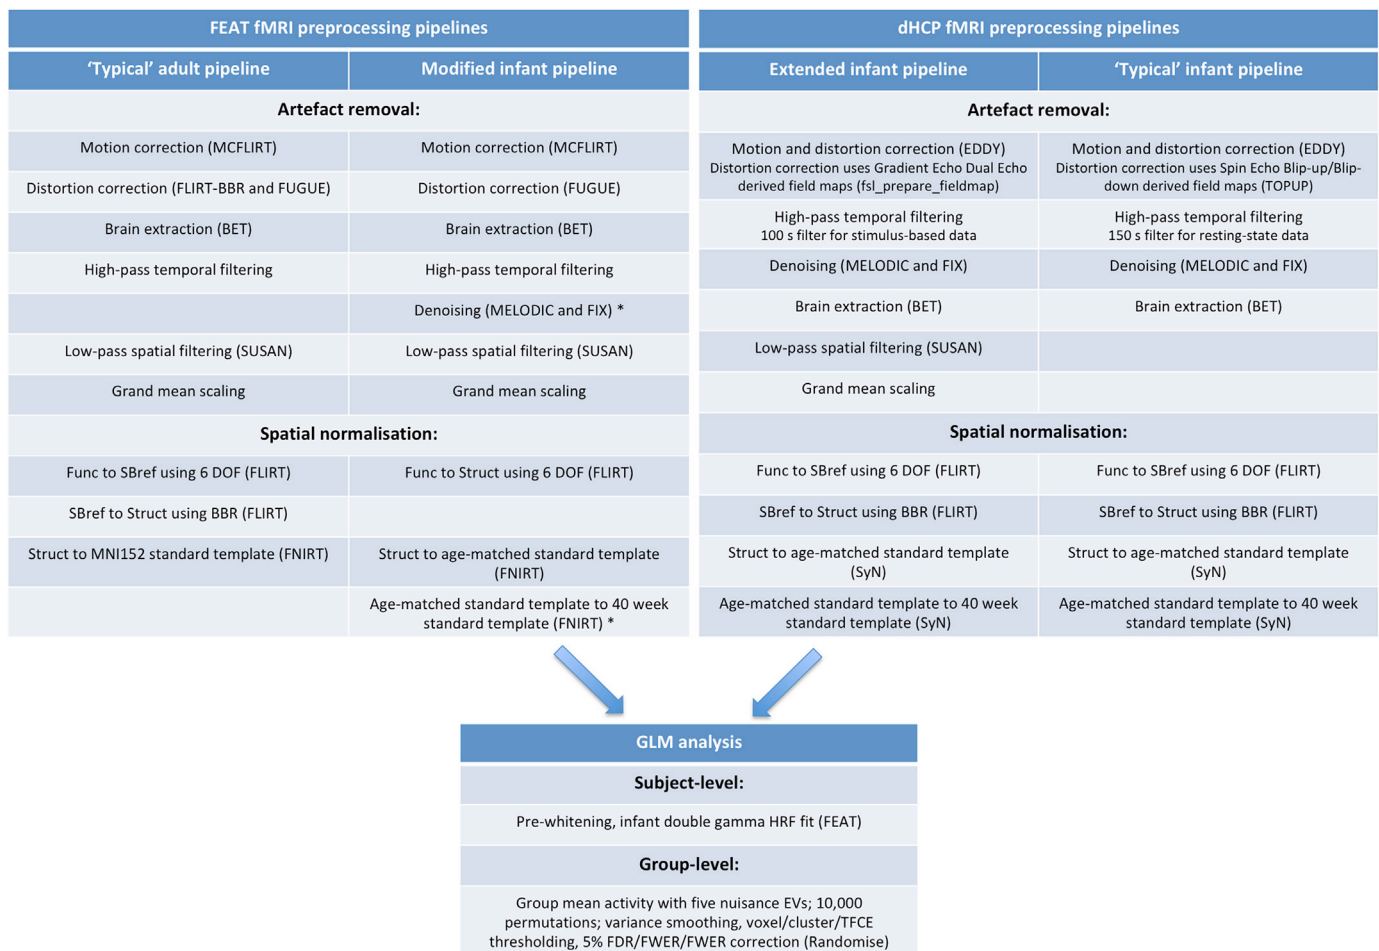 FEAT fMRI preprocessing pipelines
'Typical' adult pipeline
Modified infant pipeline
Artefact removal:
Motion correction (MCFLIRT)
Motion correction (MCFLIRT)
Distortion correction (FLIRT-BBR and FUGUE)
Distortion correction (FUGUE)
Brain extraction (BET)
Brain extraction (BET)
High-pass temporal filtering
High-pass temporal filtering
Denoising (MELODIC and FIX) *
Low-pass spatial filtering (SUSAN)
Low-pass spatial filtering (SUSAN)
Grand mean scaling
Grand mean scaling
Spatial normalisation:
Func to SBref using 6 DOF (FLIRT)
Func to Struct using 6 DOF (FLIRT)
SBref to Struct using BBR (FLIRT)
Struct to MNI152 standard template (FNIRT)
Struct to age-matched standard template
(FNIRT)
Age-matched standard template to 40 week
standard template (FNIRT) *
dHCP fMRI preprocessing pipelines
Extended infant pipeline
'Typical' infant pipeline
Artefact removal:
Motion and distortion correction (EDDY)
Distortion correction uses Gradient Echo Dual Echo
derived field maps (fsl_prepare_fieldmap)
Motion and distortion correction (EDDY)
Distortion correction uses Spin Echo Blip-up/Blip-
down derived field maps (TOPUP)
High-pass temporal filtering
100 s filter for stimulus-based data
High-pass temporal filtering
150 s filter for resting-state data
Denoising (MELODIC and FIX)
Denoising (MELODIC and FIX)
Brain extraction (BET)
Brain extraction (BET)
Low-pass spatial filtering (SUSAN)
Grand mean scaling
Spatial normalisation:
Func to SBref using 6 DOF (FLIRT)
Func to SBref using 6 DOF (FLIRT)
SBref to Struct using BBR (FLIRT)
SBref to Struct using BBR (FLIRT)
Struct to age-matched standard template
(SyN)
Struct to age-matched standard template
(SyN)
Age-matched standard template to 40 week
standard template (SyN)
Age-matched standard template to 40 week
standard template (SyN)
GLM analysis
Subject-level:
Pre-whitening, infant double gamma HRF fit (FEAT)
Group-level:
Group mean activity with five nuisance EVs; 10,000
permutations; variance smoothing, voxel/cluster/TFCE
thresholding, 5% FDR/FWER/FWER correction (Randomise)